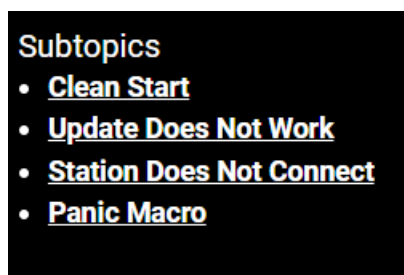 Subtopics
• Clean Start
• Update Does Not Work
• Station Does Not Connect
• Panic Macro